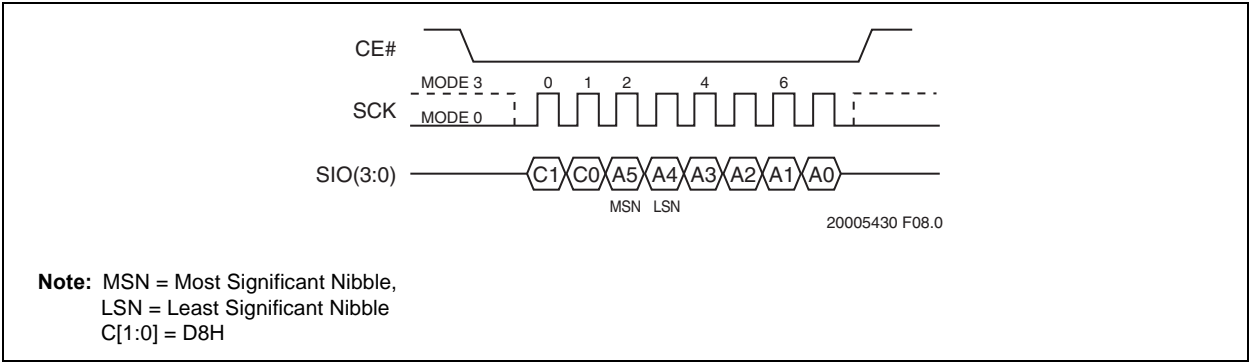 CE#
MODE 3 0 1 2 4 6
SCK
MODE 0
SIO(3:0) C1 C0 A5 A4 A3 A2 A1 A0
MSN LSN
20005430 F08.0
Note: MSN = Most Significant Nibble,
LSN = Least Significant Nibble
C[1:0] = D8H